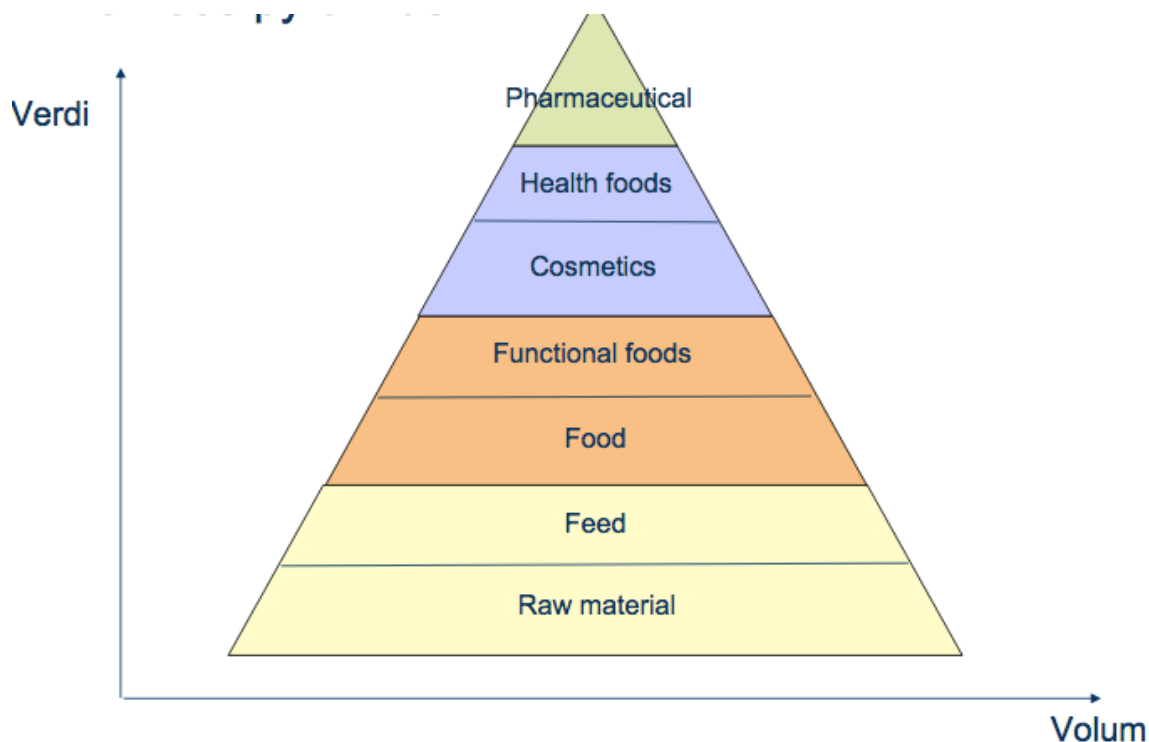 Verdi
Pharmaceutical
Health foods
Cosmetics
Functional foods
Food
Feed
Raw material
Volum